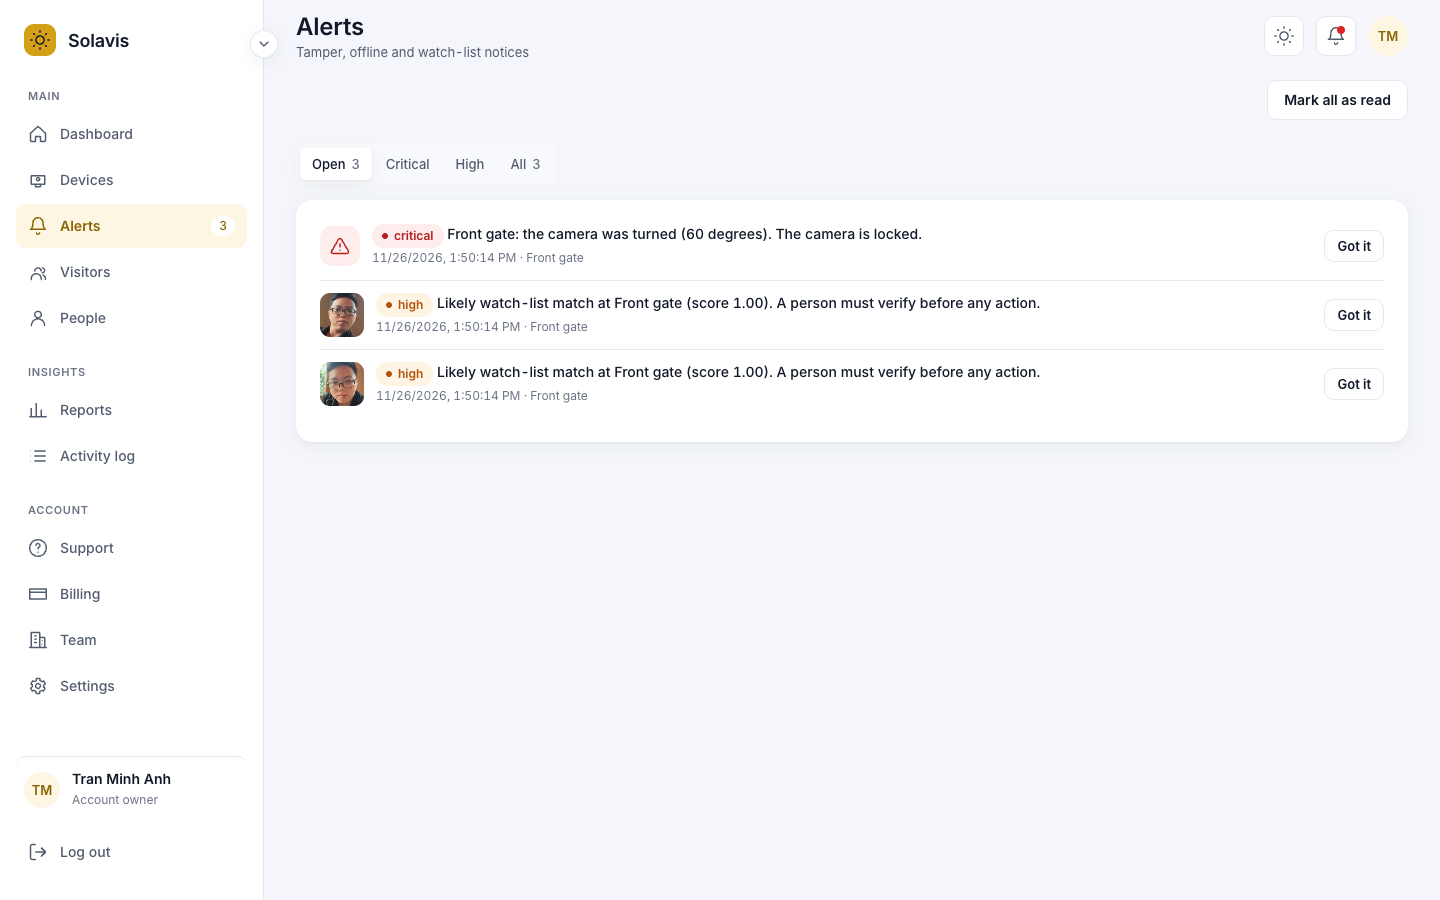 Solavis
MAIN
Dashboard
Devices
Alerts 3
Visitors
People
INSIGHTS
Reports
Activity log
ACCOUNT
Support
Billing
Team
Settings
TM
Tran Minh Anh
Account owner
Log out
Alerts
Tamper, offline and watch-list notices
TM
Mark all as read
Open 3 Critical High All 3
critical Front gate: the camera was turned (60 degrees). The camera is locked.
11/26/2026, 1:50:14 PM · Front gate
Got it
high Likely watch-list match at Front gate (score 1.00). A person must verify before any action.
11/26/2026, 1:50:14 PM · Front gate
Got it
high Likely watch-list match at Front gate (score 1.00). A person must verify before any action.
11/26/2026, 1:50:14 PM · Front gate
Got it